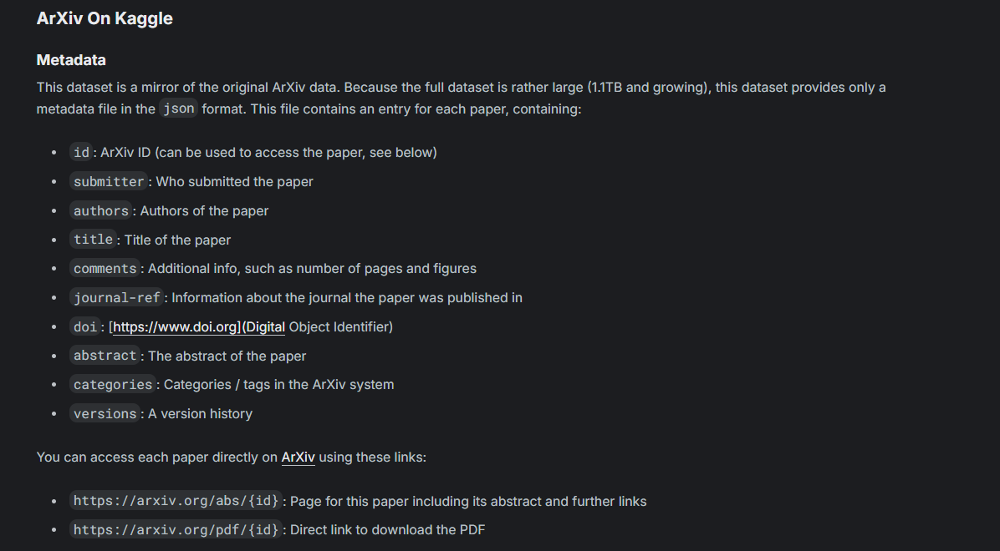 ArXiv On Kaggle
Metadata
This dataset is a mirror of the original ArXiv data. Because the full dataset is rather large (1.1TB and growing), this dataset provides only a
metadata file in the json format. This file contains an entry for each paper, containing:
• id: ArXiv ID (can be used to access the paper, see below)
• submitter: Who submitted the paper
• authors: Authors of the paper
• title: Title of the paper
• comments: Additional info, such as number of pages and figures
• journal-ref: Information about the journal the paper was published in
• doi: [https://www.doi.org](Digital Object Identifier)
• abstract: The abstract of the paper
• categories: Categories / tags in the ArXiv system
• versions: A version history
You can access each paper directly on ArXiv using these links:
• https://arxiv.org/abs/{id}: Page for this paper including its abstract and further links
• https://arxiv.org/pdf/{id}: Direct link to download the PDF